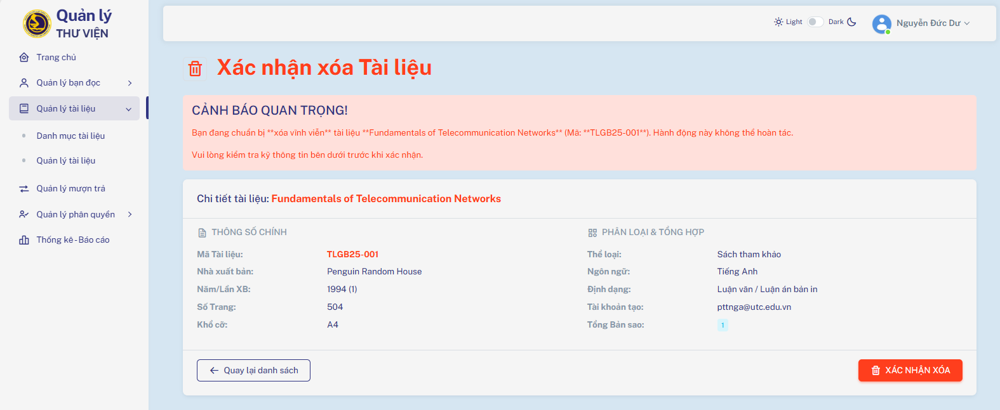 Quản lý
THƯ VIỆN
Trang chủ
Quản lý bạn đọc
Quản lý tài liệu
Danh mục tài liệu
Quản lý tài liệu
Quản lý mượn trả
Quản lý phân quyền
Thống kê - Báo cáo
Light Dark
Nguyễn Đức Dư
Xác nhận xóa Tài liệu
CẢNH BÁO QUAN TRỌNG!
Bạn đang chuẩn bị **xóa vĩnh viễn** tài liệu **Fundamentals of Telecommunication Networks** (Mã: **TLGB25-001**). Hành động này không thể hoàn tác.
Vui lòng kiểm tra kỹ thông tin bên dưới trước khi xác nhận.
Chi tiết tài liệu: Fundamentals of Telecommunication Networks
THÔNG SỐ CHÍNH
Mã Tài liệu: TLGB25-001
Nhà xuất bản: Penguin Random House
Năm/Lần XB: 1994 (1)
Số Trang: 504
Khổ cỡ: A4
PHÂN LOẠI & TỔNG HỢP
Thể loại: Sách tham khảo
Ngôn ngữ: Tiếng Anh
Định dạng: Luận văn / Luận án bản in
Tài khoản tạo: pttnga@utc.edu.vn
Tổng Bản sao: 1
Quay lại danh sách
XÁC NHẬN XÓA